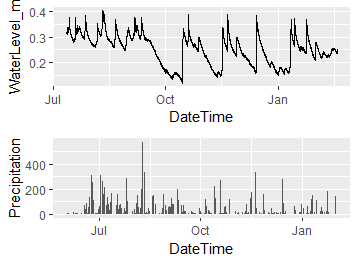 WaterLevel_m
0.4
0.3
0.2
Jul
Oct
Jan
DateTime
Precipitation
400
200
0
Jul
Oct
Jan
DateTime